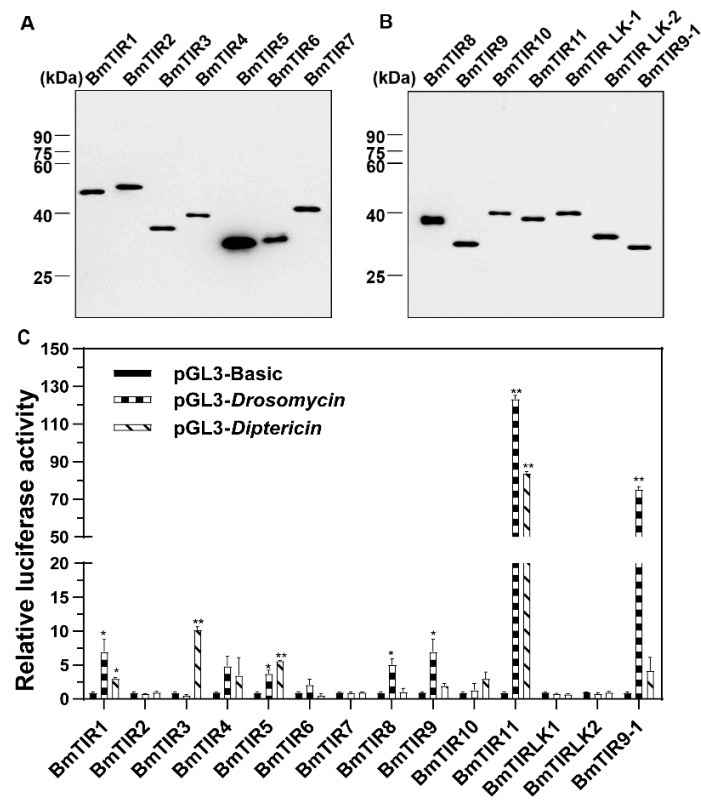 A
BmTIR1 BmTIR2 BmTIR3 BmTIR4 BmTIR5 BmTIR6 BmTIR7
(kDa)
90
75
60
40
25
B
BmTIR8 BmTIR9 BmTIR10 BmTIR11 BmTIR LK-1 BmTIR LK-2 BmTIR9-1
(kDa)
90
75
60
40
25
C
Relative luciferase activity
150
130
110
90
70
50
20
15
10
5
0
pGL3-Basic
pGL3-Drosomycin
pGL3-Diptericin
* * ** * ** * * ** ** **
BmTIR1 BmTIR2 BmTIR3 BmTIR4 BmTIR5 BmTIR6 BmTIR7 BmTIR8 BmTIR9 BmTIR10 BmTIR11 BmTIRLK1 BmTIRLK2 BmTIR9-1